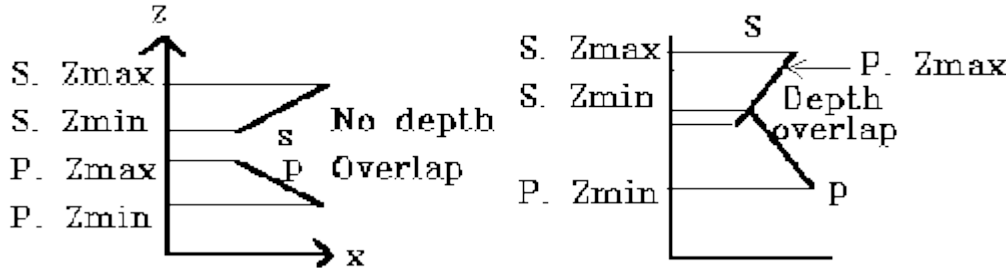 z
S. Zmax
S. Zmin
P. Zmax
P. Zmin
s
p
No depth
Overlap
x
S
S. Zmax
S. Zmin
P. Zmin
P. Zmax
Depth
overlap
p